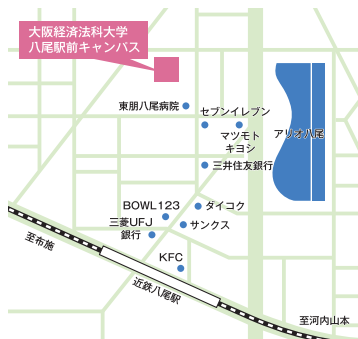 大阪経済法科大学
八尾駅前キャンパス
東朋八尾病院
セブンイレブン
マツモト
キヨシ
アリオ八尾
三井住友銀行
BOWL123
ダイコク
三菱UFJ
銀行
サンクス
KFC
至布施
近鉄八尾駅
至河内山本